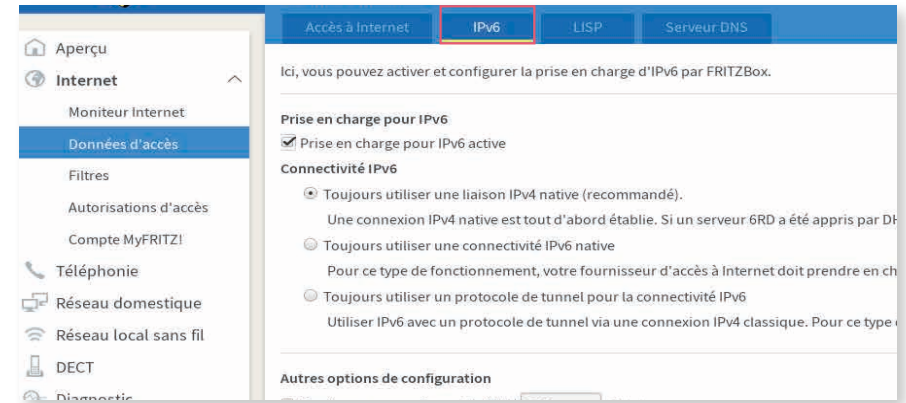 Accès à Internet IPv6 LISP Serveur DNS
Aperçu
Internet
Moniteur Internet
Données d'accès
Filtres
Autorisations d'accès
Compte MyFRITZ!
Téléphonie
Réseau domestique
Réseau local sans fil
DECT
Diagnostic
Ici, vous pouvez activer et configurer la prise en charge d'IPv6 par FRITZBox.
Prise en charge pour IPv6
Prise en charge pour IPv6 active
Connectivité IPv6
Toujours utiliser une liaison IPv4 native (recommandé).
Une connexion IPv4 native est tout d'abord établie. Si un serveur 6RD a été appris par DH
Toujours utiliser une connectivité IPv6 native
Pour ce type de fonctionnement, votre fournisseur d'accès à Internet doit prendre en ch
Toujours utiliser un protocole de tunnel pour la connectivité IPv6
Utiliser IPv6 avec un protocole de tunnel via une connexion IPv4 classique. Pour ce type
Autres options de configuration